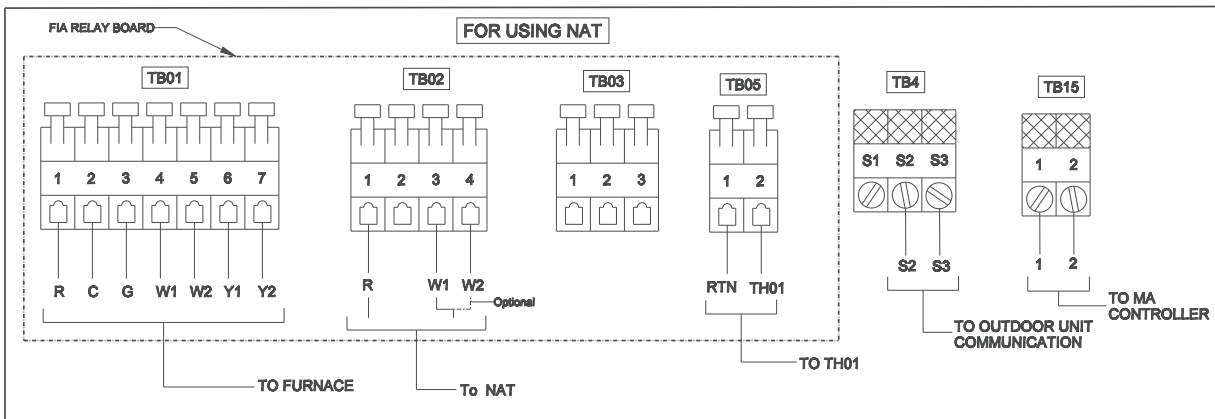 FIA RELAY BOARD
FOR USING NAT
TB01
TB02
TB03
TB05
TB4
TB15
1 2 3 4 5 6 7
1 2 3 4
1 2 3
1 2
S1 S2 S3
1 2
R C G W1 W2 Y1 Y2
R W1 W2
Optional
RTN TH01
S2 S3
1 2
TO FURNACE
To NAT
TO TH01
TO OUTDOOR UNIT
COMMUNICATION
TO MA
CONTROLLER